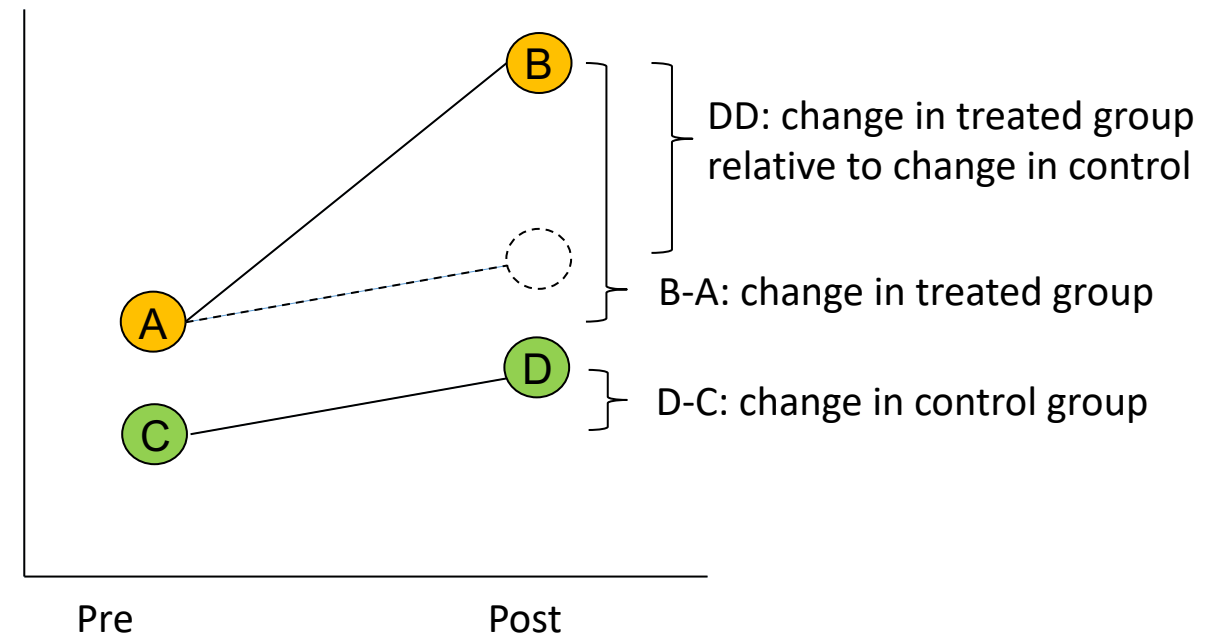 B
DD: change in treated group
relative to change in control
A
B-A: change in treated group
D
D-C: change in control group
C
Pre
Post